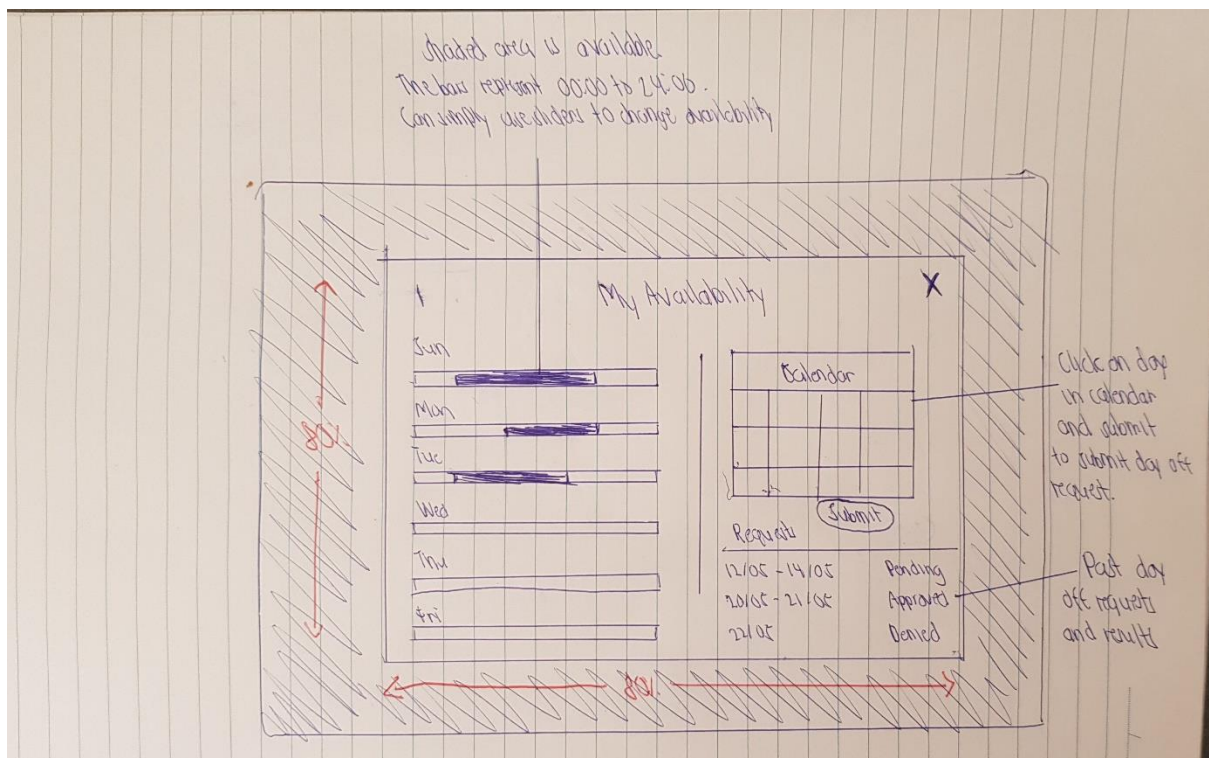 shaded area is available.
The bars represent 00:00 to 24:00.
Can simply use sliders to change availability
My Availability
X
Sun
Mon
Tue
Wed
Thu
Fri
Calendar
Submit
Requests
12/05 - 14/05 Pending
20/05 - 21/05 Approved
22/05 Denied
Click on day
in calendar
and submit
to submit day off
request.
Past day
off requests
and results
80%
80%